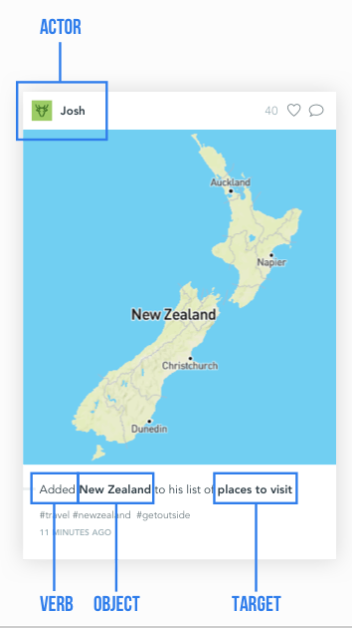 ACTOR
Josh 40
Auckland
Napier
New Zealand
Christchurch
Dunedin
Added New Zealand to his list of places to visit
#travel #newzealand #getoutside
11 MINUTES AGO
VERB OBJECT TARGET